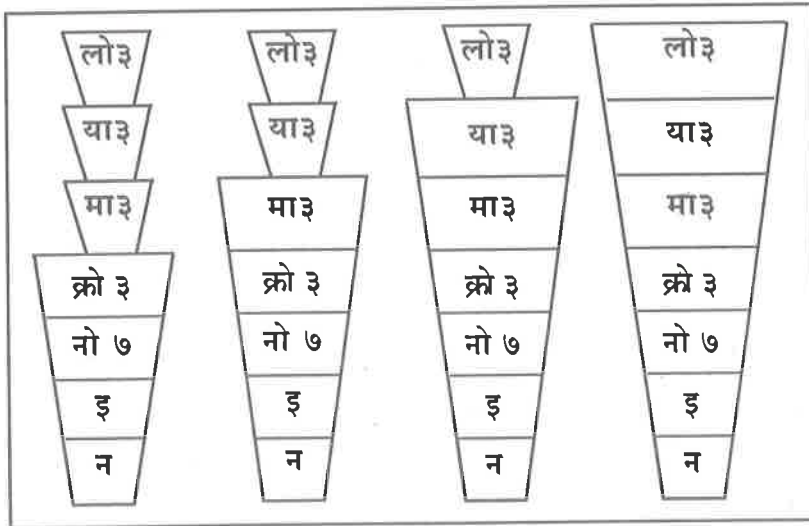 लो३ लो३ लो३ लो३
या३ या३ या३ या३
मा३ मा३ मा३ मा३
क्रो ३ क्रो ३ क्रो ३ क्रो ३
नो ७ नो ७ नो ७ नो ७
इ इ इ इ
न न न न